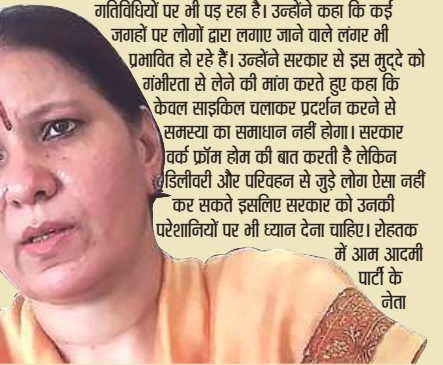 गतिविधियों पर भी पड़ रहा है। उन्होंने कहा कि कई
जगहों पर लोगों द्वारा लगाए जाने वाले लंगर भी
प्रभावित हो रहे हैं। उन्होंने सरकार से इस मुद्दे को
गंभीरता से लेने की मांग करते हुए कहा कि
केवल साइकिल चलाकर प्रदर्शन करने से
समस्या का समाधान नहीं होगा। सरकार
वर्क फ्रॉम होम की बात करती है लेकिन
डिलीवरी और परिवहन से जुड़े लोग ऐसा नहीं
कर सकते इसलिए सरकार को उनकी
परेशानियों पर भी ध्यान देना चाहिए। रोहतक
में आम आदमी
पार्टी के
नेता